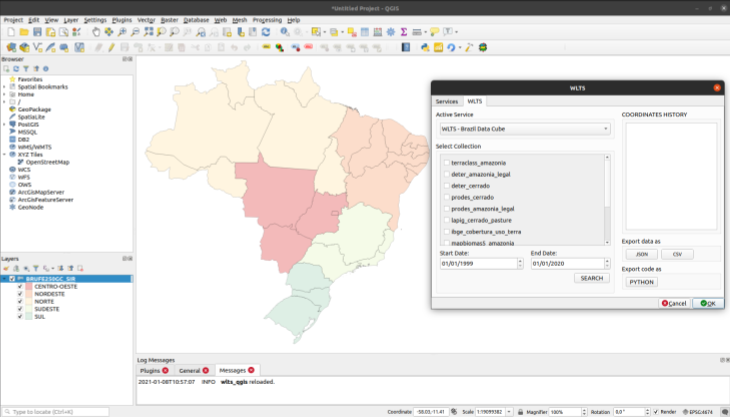 *Untitled Project - QGIS
Project Edit View Layer Settings Plugins Vector Raster Database Web Mesh Processing Help
Browser
Favorites
Spatial Bookmarks
Home
/
GeoPackage
SpatiaLite
PostGIS
MSSQL
DB2
WMS/WMTS
XYZ Tiles
OpenStreetMap
WCS
WFS
OWS
ArcGisMapServer
ArcGisFeatureServer
GeoNode
Layers
BRUFE250GC_SIR
CENTRO-OESTE
NORDESTE
NORTE
SUDESTE
SUL
WLTS
Services WLTS
Active Service
WLTS - Brazil Data Cube
Select Collection
terraclass_amazonia
deter_amazonia_legal
deter_cerrado
prodes_cerrado
prodes_amazonia_legal
lapig_cerrado_pasture
ibge_cobertura_uso_terra
mapbiomas5_amazonia
Start Date: End Date:
01/01/1999 01/01/2020
SEARCH
COORDINATES HISTORY
Export data as
JSON CSV
Export code as
PYTHON
Cancel OK
Log Messages
Plugins General Messages
2021-01-08T10:57:07 INFO wlts_qgis reloaded.
Type to locate (Ctrl+K)
Coordinate -58.03,-11.41 Scale 1:19099382 Magnifier 100% Rotation 0,0 ° Render EPSG:4674